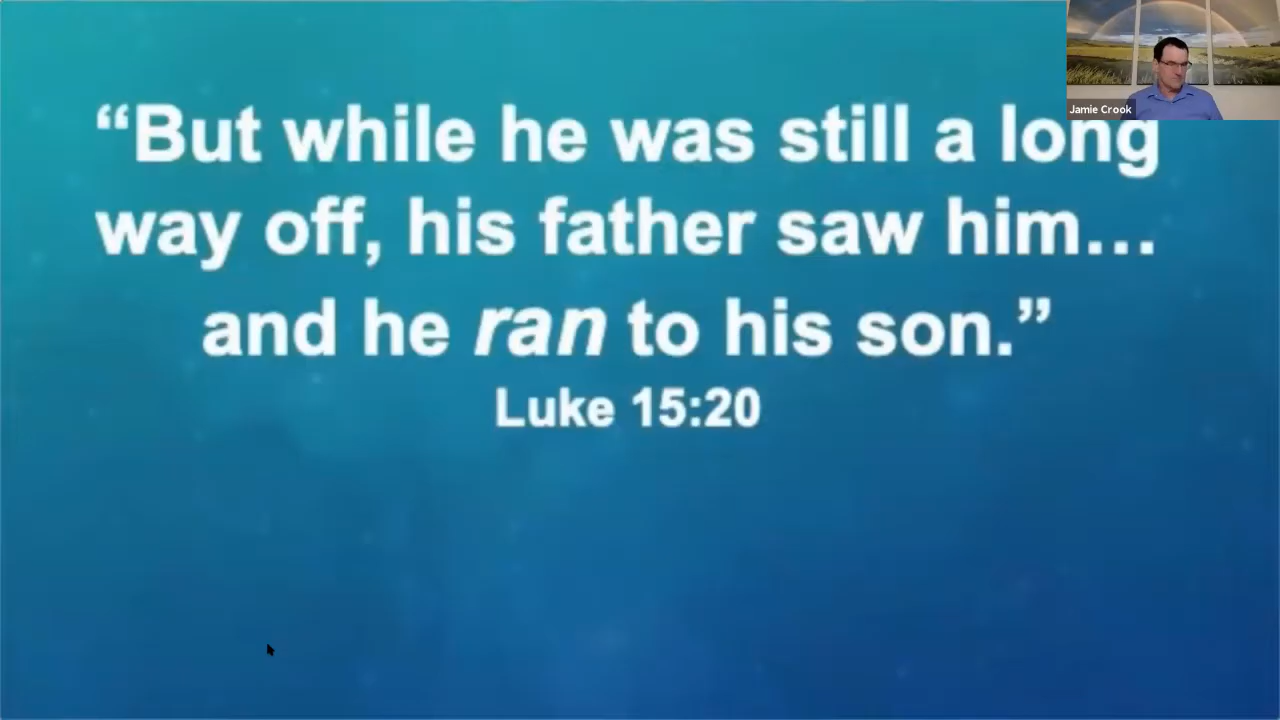 “But while he was still a long
way off, his father saw him…
and he ran to his son.”
Luke 15:20
Jamie Crook